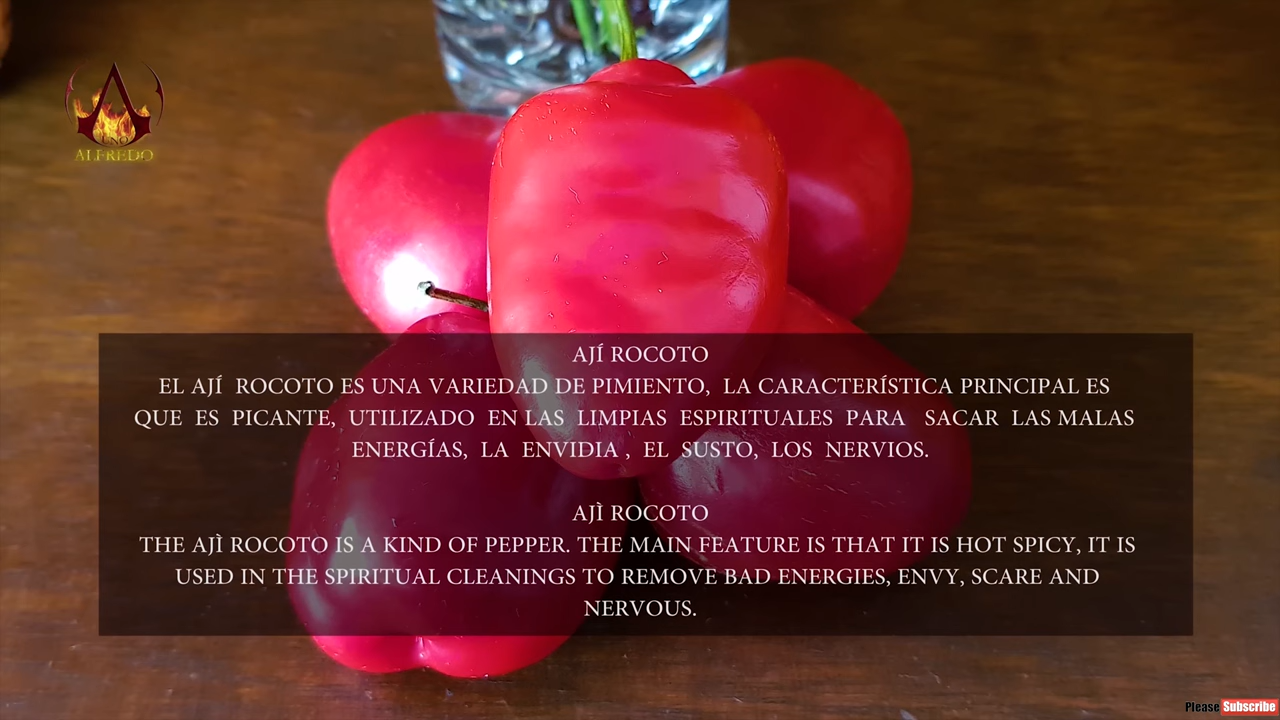 UNO
ALFREDO
AJÍ ROCOTO
EL AJÍ ROCOTO ES UNA VARIEDAD DE PIMIENTO, LA CARACTERÍSTICA PRINCIPAL ES
QUE ES PICANTE, UTILIZADO EN LAS LIMPIAS ESPIRITUALES PARA SACAR LAS MALAS
ENERGÍAS, LA ENVIDIA , EL SUSTO, LOS NERVIOS.
AJÌ ROCOTO
THE AJÌ ROCOTO IS A KIND OF PEPPER. THE MAIN FEATURE IS THAT IT IS HOT SPICY, IT IS
USED IN THE SPIRITUAL CLEANINGS TO REMOVE BAD ENERGIES, ENVY, SCARE AND
NERVOUS.
Please Subscribe